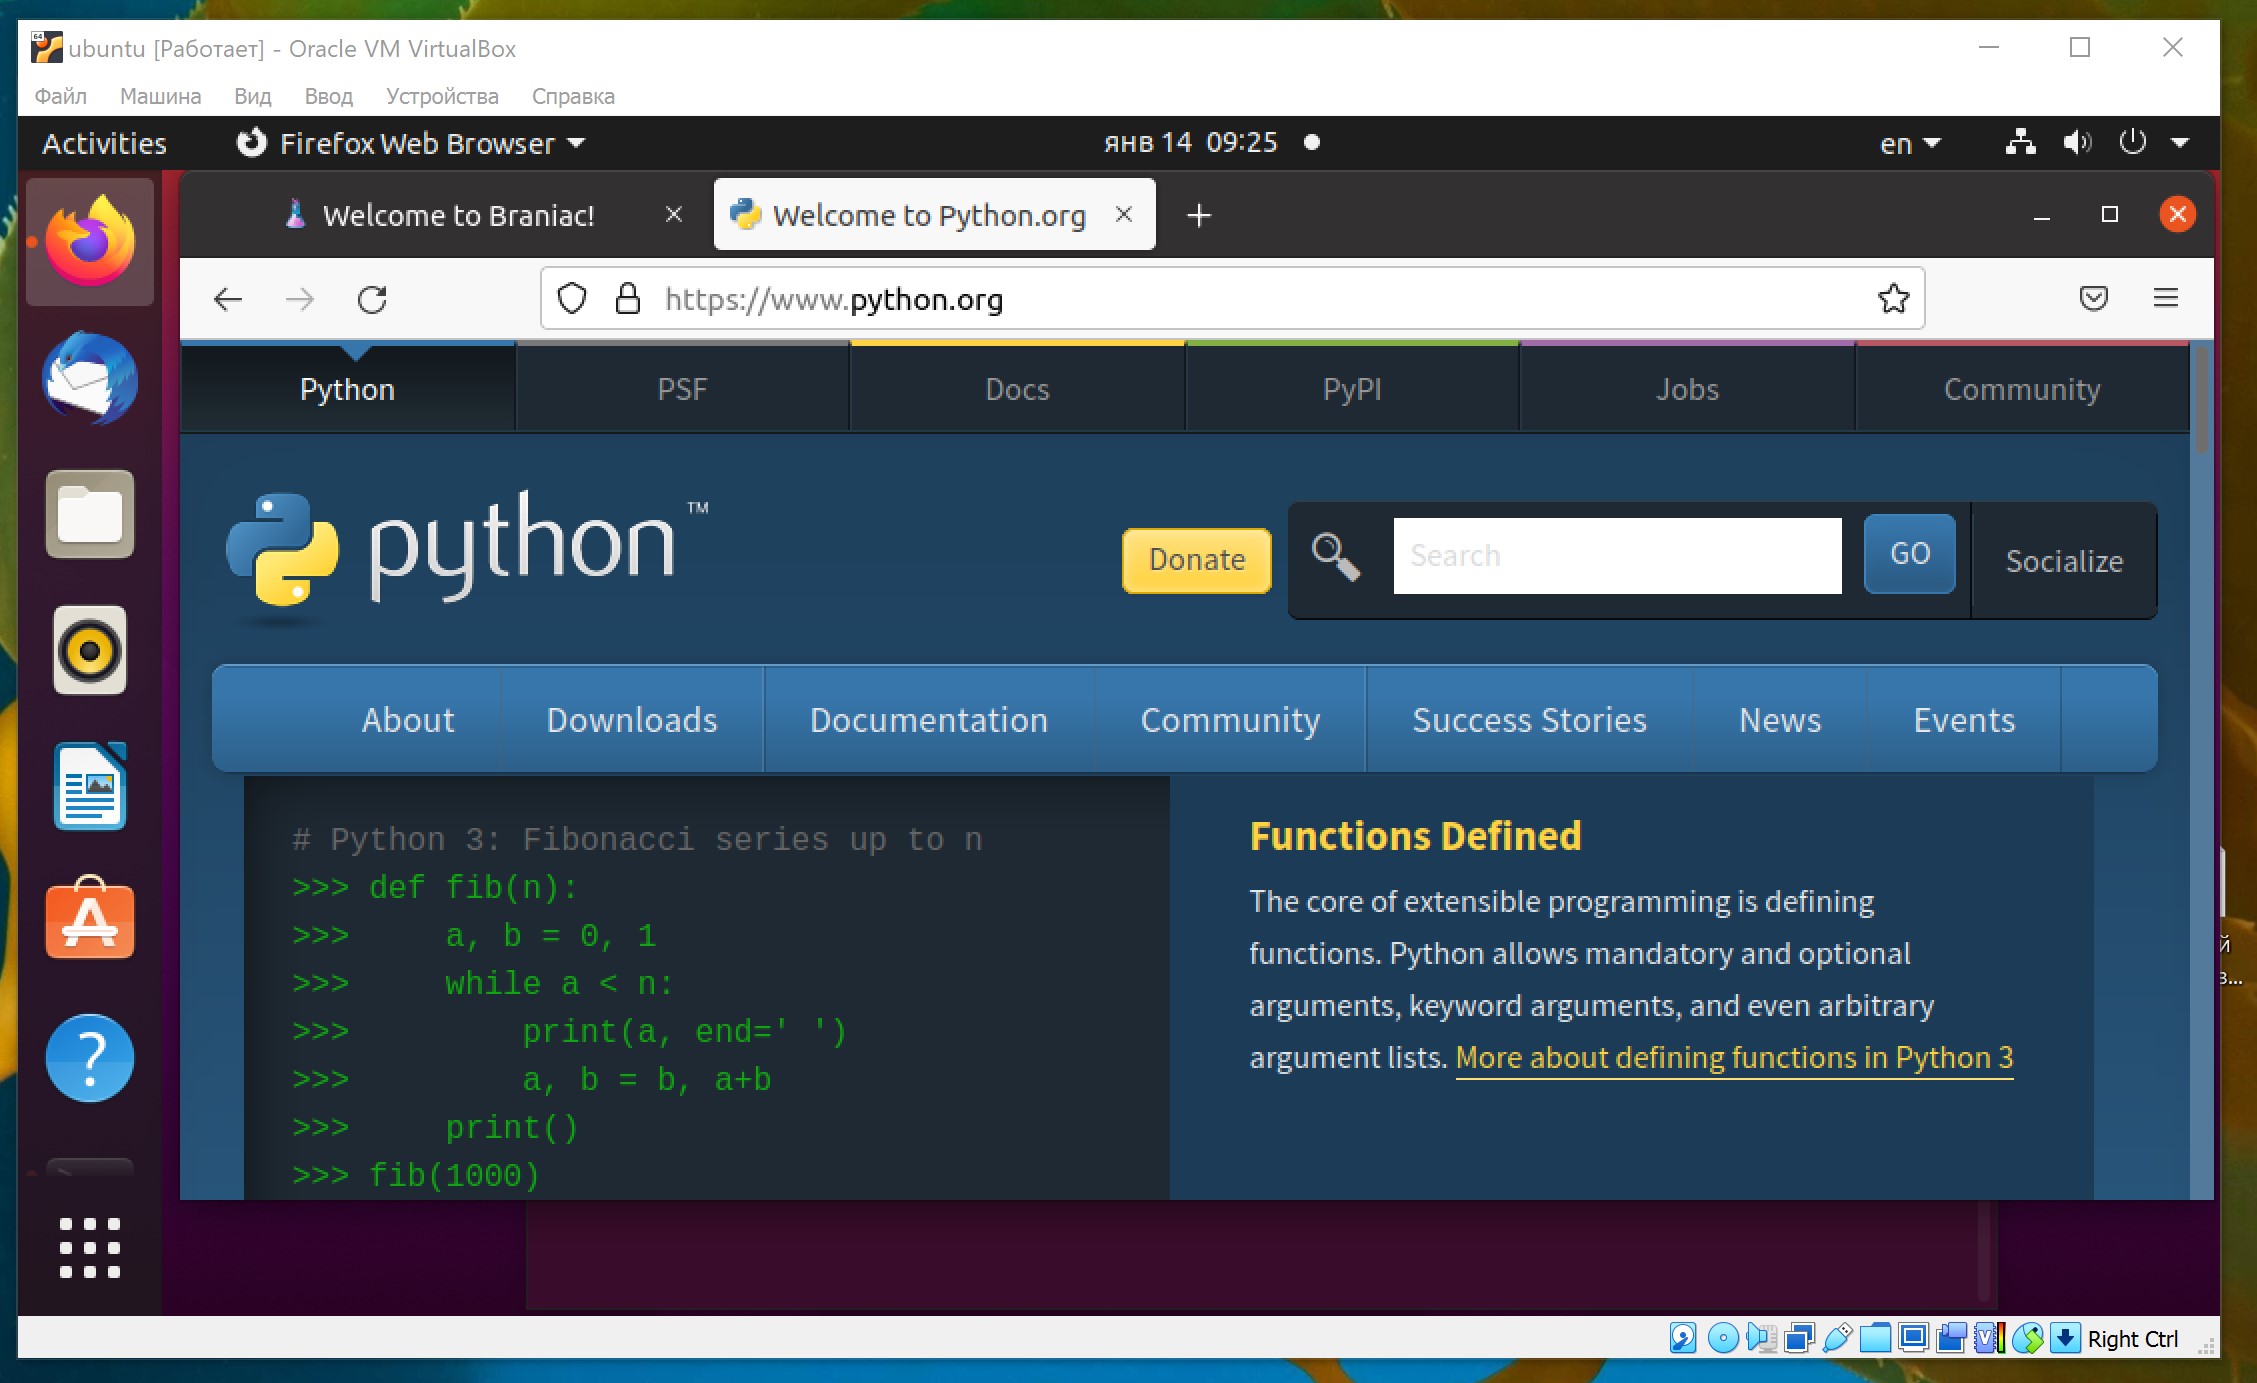 ubuntu [Работает] - Oracle VM VirtualBox
Файл Машина Вид Ввод Устройства Справка
Activities Firefox Web Browser янв 14 09:25 en
Welcome to Braniac! Welcome to Python.org
https://www.python.org
Python PSF Docs PyPI Jobs Community
python™
Donate Search GO Socialize
About Downloads Documentation Community Success Stories News Events
# Python 3: Fibonacci series up to n
>>> def fib(n):
>>>     a, b = 0, 1
>>>     while a < n:
>>>         print(a, end=' ')
>>>         a, b = b, a+b
>>>     print()
>>> fib(1000)
Functions Defined
The core of extensible programming is defining
functions. Python allows mandatory and optional
arguments, keyword arguments, and even arbitrary
argument lists. More about defining functions in Python 3
Right Ctrl